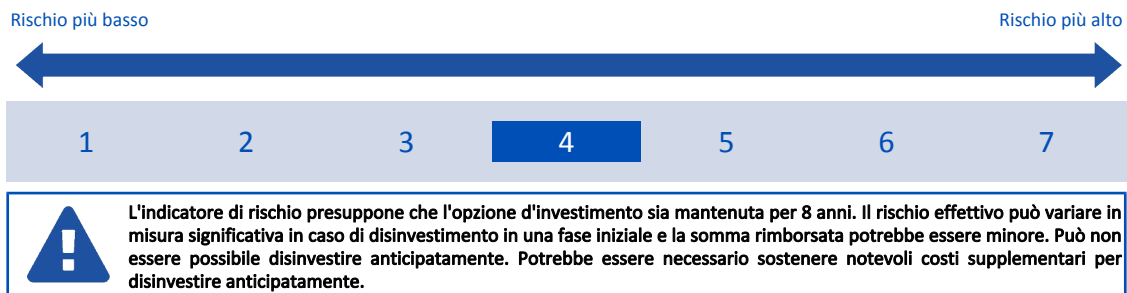 Rischio più basso Rischio più alto
1 2 3 4 5 6 7
L'indicatore di rischio presuppone che l'opzione d'investimento sia mantenuta per 8 anni. Il rischio effettivo può variare in
misura significativa in caso di disinvestimento in una fase iniziale e la somma rimborsata potrebbe essere minore. Può non
essere possibile disinvestire anticipatamente. Potrebbe essere necessario sostenere notevoli costi supplementari per
disinvestire anticipatamente.